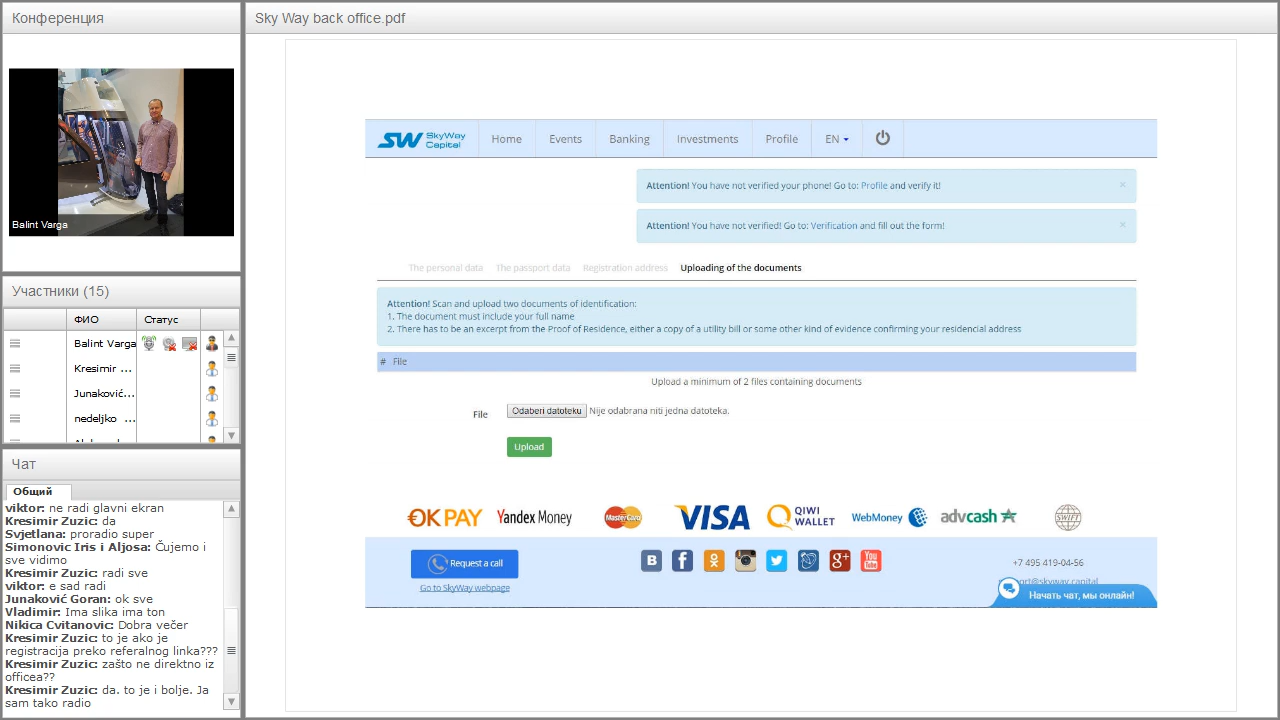 Конференция
Balint Varga
Участники (15)
ФИО
Статус
Balint Varga
Kresimir ...
Junaković...
nedeljko ...
Чат
Общий
viktor: ne radi glavni ekran
Kresimir Zuzic: da
Svjetlana: proradio super
Simonovic Iris i Aljosa: Čujemo i
sve vidimo
Kresimir Zuzic: radi sve
viktor: e sad radi
Junaković Goran: ok sve
Vladimir: Ima slika ima ton
Nikica Cvitanovic: Dobra večer
Kresimir Zuzic: to je ako je
registracija preko referalnog linka???
Kresimir Zuzic: zašto ne direktno iz
officea??
Kresimir Zuzic: da. to je i bolje. Ja
sam tako radio
Sky Way back office.pdf
SW SkyWay Capital
Home
Events
Banking
Investments
Profile
EN
Attention! You have not verified your phone! Go to: Profile and verify it!
×
Attention! You have not verified! Go to: Verification and fill out the form!
×
The personal data
The passport data
Registration address
Uploading of the documents
Attention! Scan and upload two documents of identification:
1. The document must include your full name
2. There has to be an excerpt from the Proof of Residence, either a copy of a utility bill or some other kind of evidence confirming your residencial address
# File
Upload a minimum of 2 files containing documents
File
Odaberi datoteku Nije odabrana niti jedna datoteka.
Upload
OKPAY
Yandex Money
MasterCard
VISA
QIWI WALLET
WebMoney
advcash
SWIFT
Request a call
Go to SkyWay webpage
+7 495 419-04-56
ort@skyway.capital
Начать чат, мы онлайн!